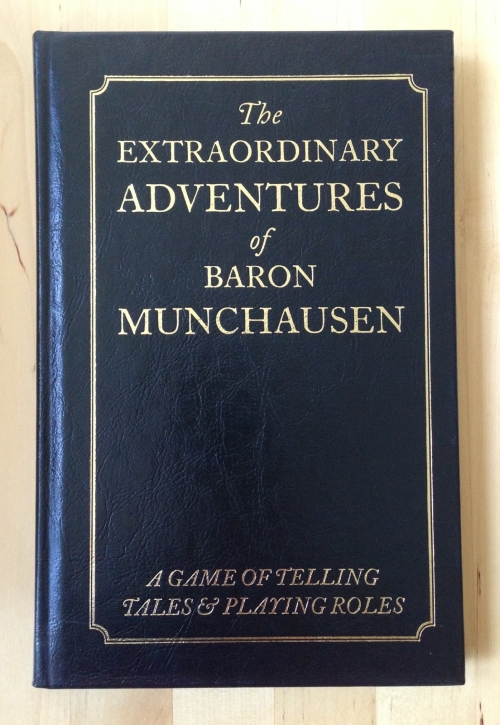 The
EXTRAORDINARY
ADVENTURES
of
BARON
MUNCHAUSEN
A GAME OF TELLING
TALES & PLAYING ROLES